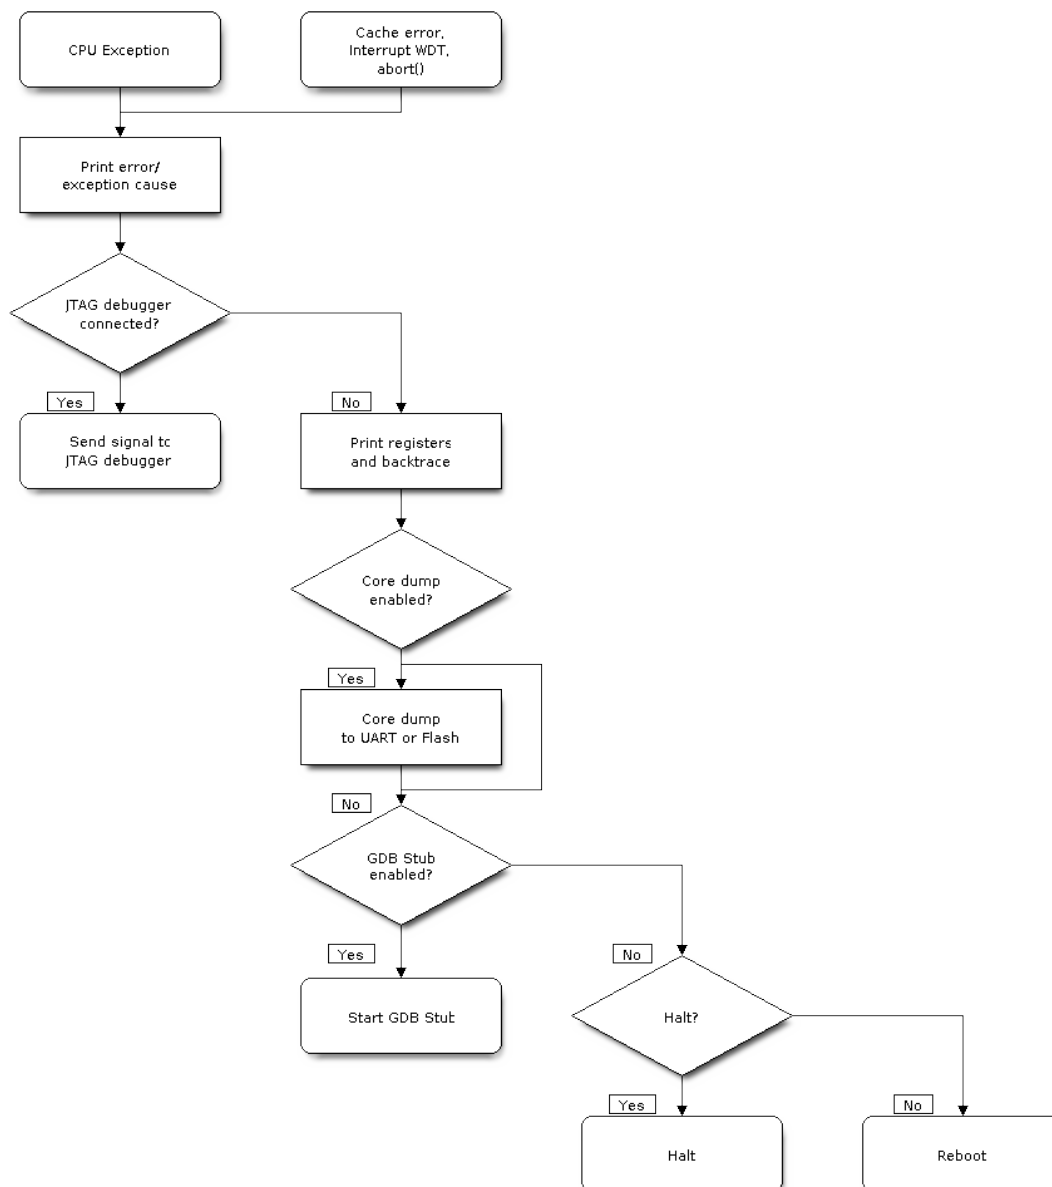 CPU Exception
Cache error,
Interrupt WDT,
abort()
Print error/
exception cause
JTAG debugger
connected?
Yes
No
Send signal to
JTAG debugger
Print registers
and backtrace
Core dump
enabled?
Yes
Core dump
to UART or Flash
No
GDB Stub
enabled?
Yes
No
Start GDB Stub
Halt?
Yes
No
Halt
Reboot